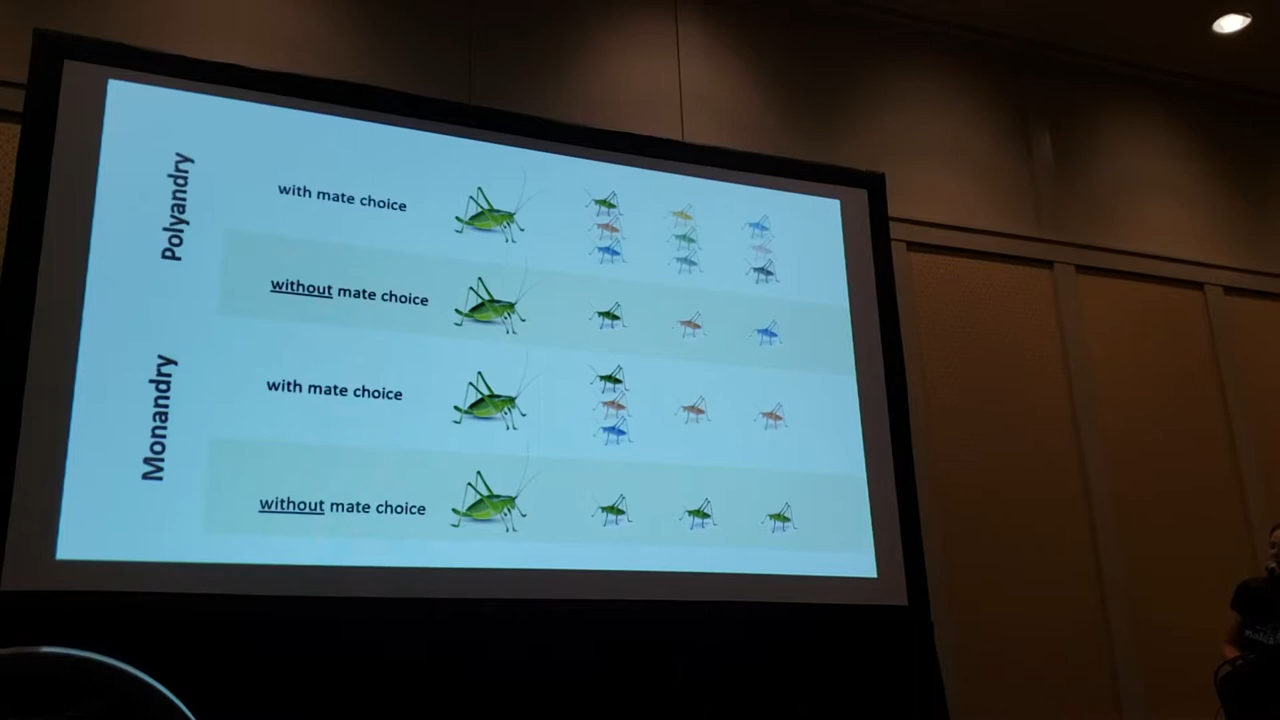 Polyandry
with mate choice
without mate choice
Monandry
with mate choice
without mate choice